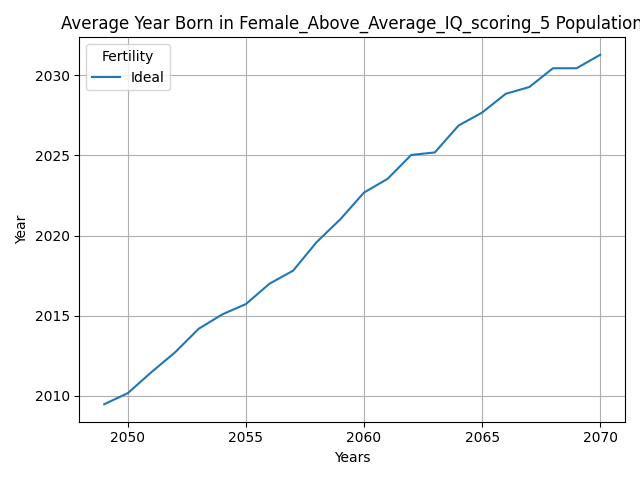 Average Year Born in Female_Above_Average_IQ_scoring_5 Population
Fertility
Ideal
2030
2025
2020
2015
2010
Year
2050 2055 2060 2065 2070
Years